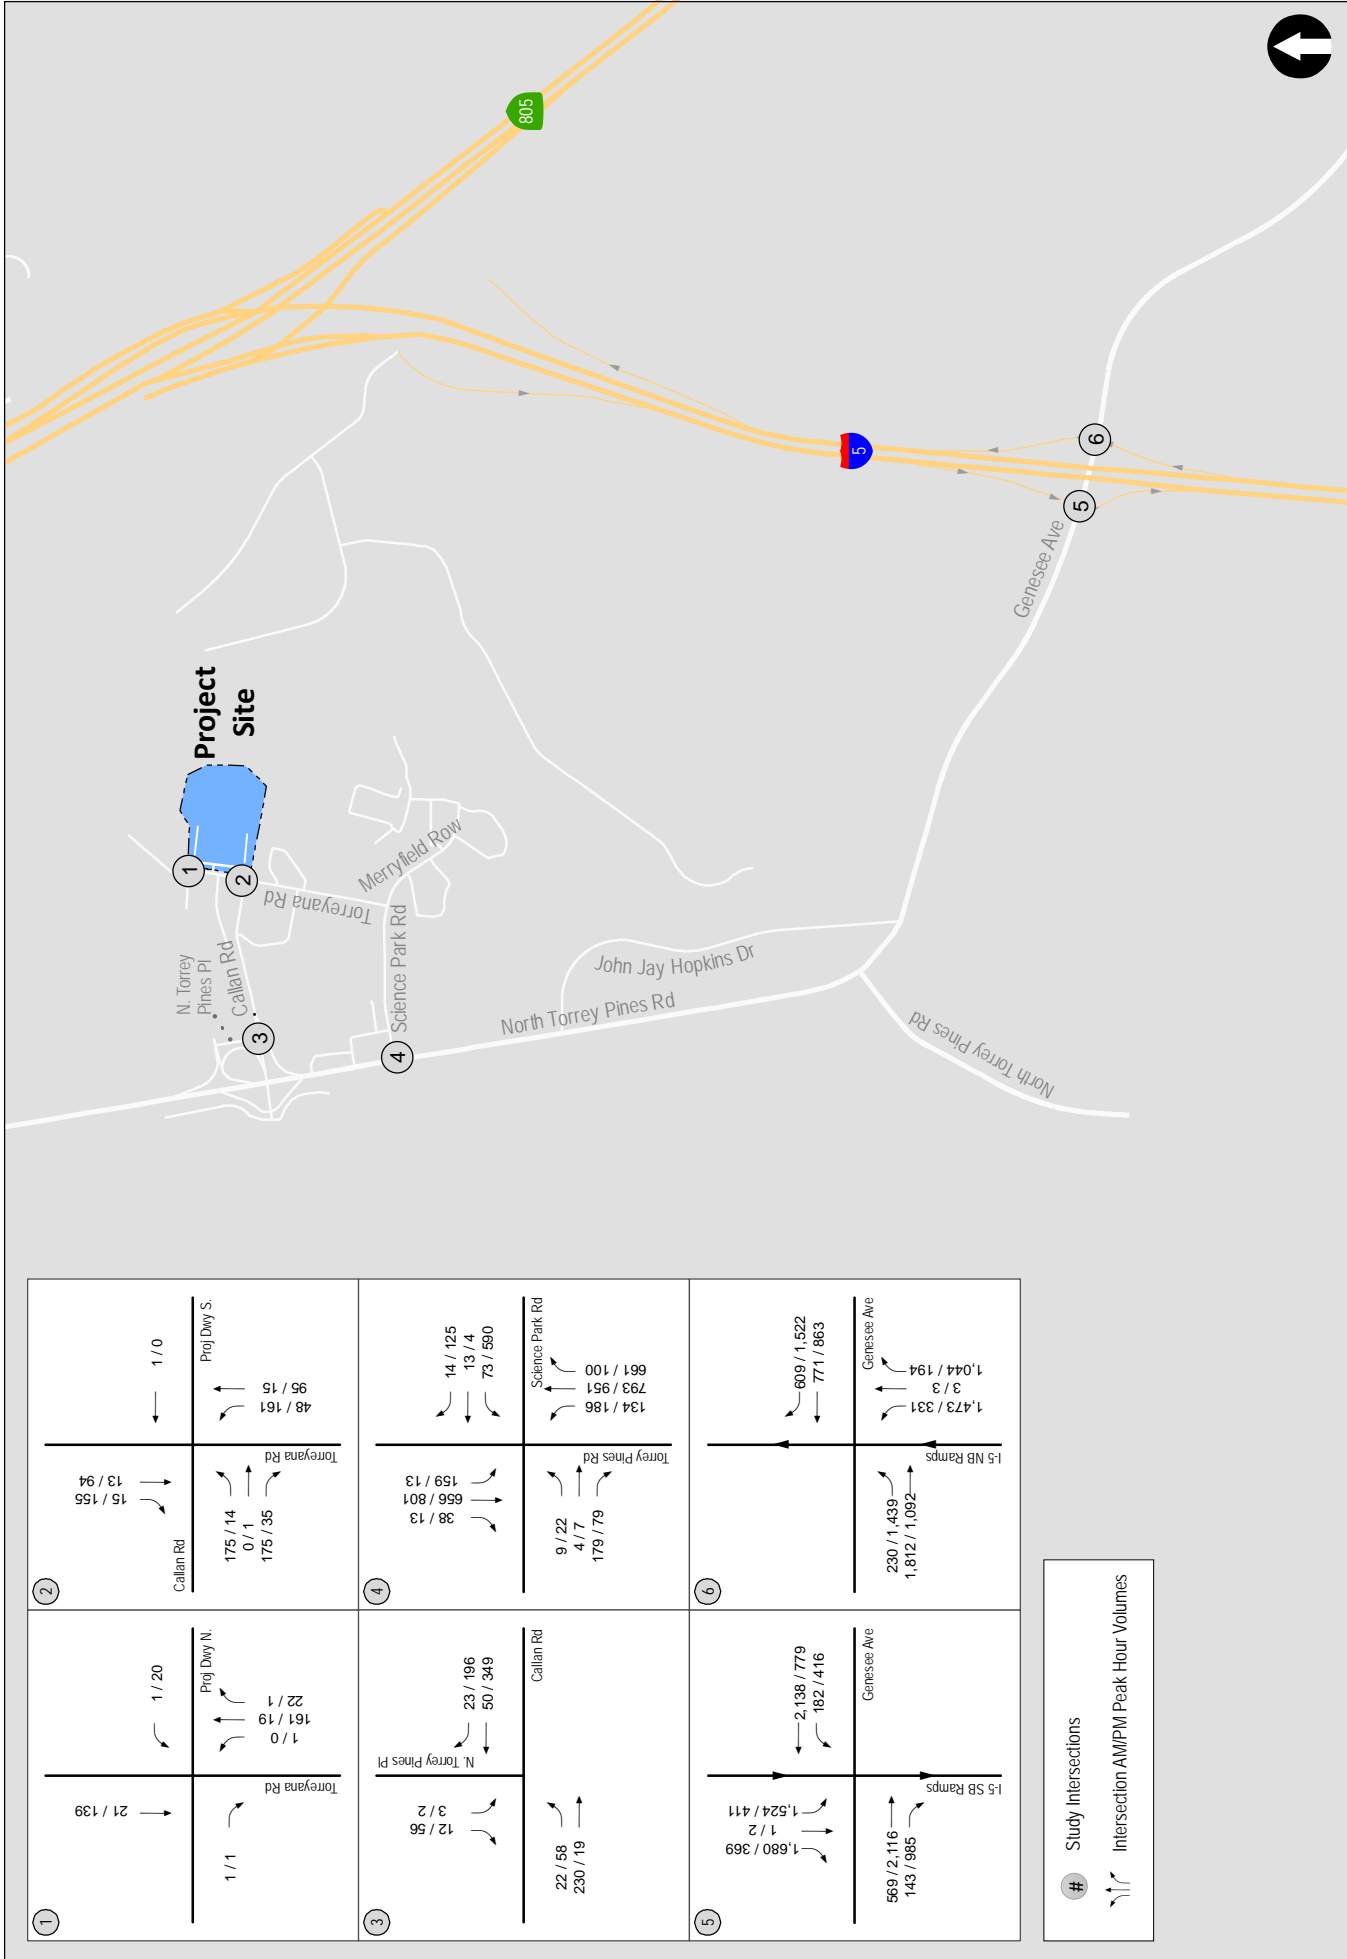 1
1 / 20
21 / 139
Proj Dwy N.
Torreyana Rd
1 / 1
1 / 0
161 / 19
22 / 1
2
1 / 0
13 / 94
15 / 155
Callan Rd
Proj Dwy S.
Torreyana Rd
175 / 14
0 / 1
175 / 35
48 / 161
95 / 15
3
23 / 196
50 / 349
3 / 2
12 / 56
N. Torrey Pines Pl
Callan Rd
22 / 58
230 / 19
4
14 / 125
13 / 4
73 / 590
159 / 13
656 / 801
38 / 13
Science Park Rd
Torrey Pines Rd
9 / 22
4 / 7
179 / 79
134 / 186
793 / 951
661 / 100
5
2,138 / 779
182 / 416
1,524 / 411
1 / 2
1,680 / 369
Genesee Ave
I-5 SB Ramps
569 / 2,116
143 / 985
6
609 / 1,522
771 / 863
Genesee Ave
I-5 NB Ramps
230 / 1,439
1,812 / 1,092
1,473 / 331
3 / 3
1,044 / 194
# Study Intersections
Intersection AM/PM Peak Hour Volumes
Project
Site
1
2
3
4
5
6
805
5
N. Torrey
Pines Pl
Callan Rd
Torreyana Rd
Science Park Rd
Merryfield Row
John Jay Hopkins Dr
North Torrey Pines Rd
North Torrey Pines Rd
Genesee Ave